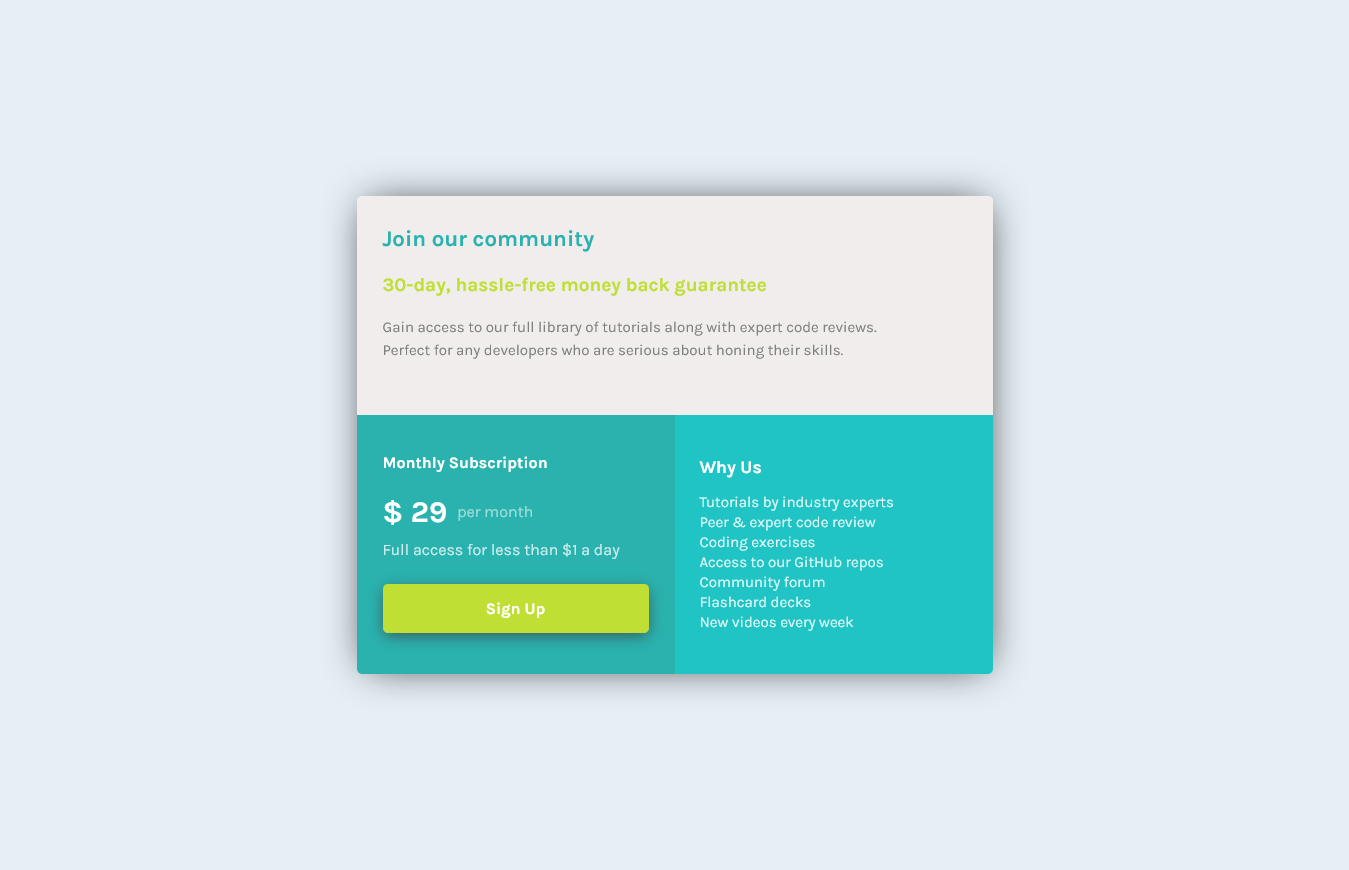 Join our community
30-day, hassle-free money back guarantee
Gain access to our full library of tutorials along with expert code reviews.
Perfect for any developers who are serious about honing their skills.
Monthly Subscription
$ 29 per month
Full access for less than $1 a day
Sign Up
Why Us
Tutorials by industry experts
Peer & expert code review
Coding exercises
Access to our GitHub repos
Community forum
Flashcard decks
New videos every week